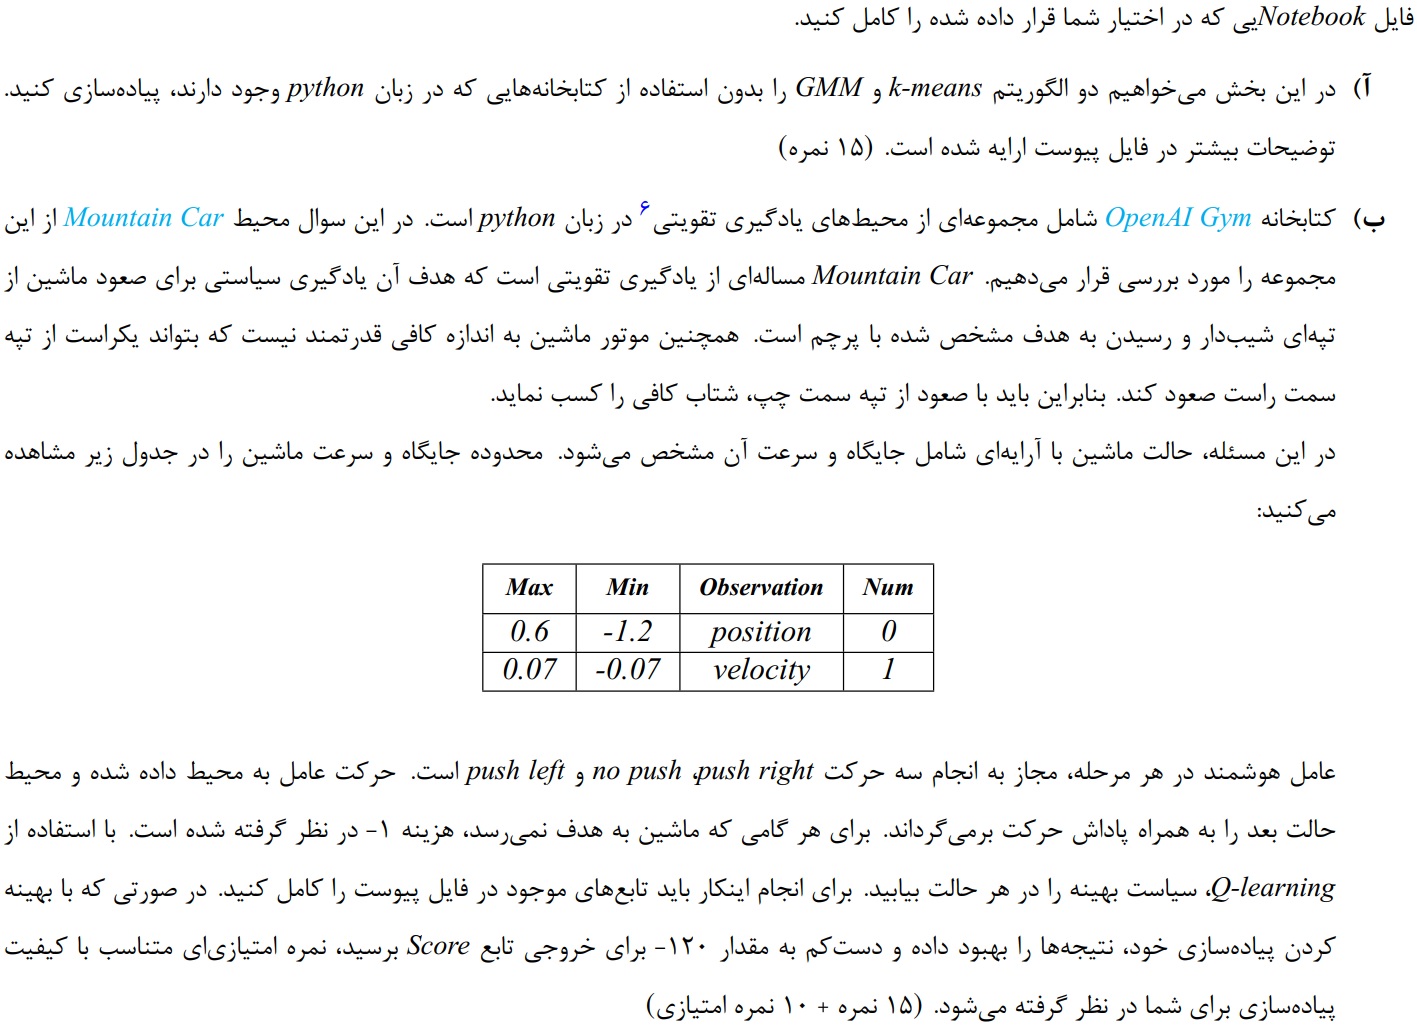 فایل Notebookیی که در اختیار شما قرار داده شده را کامل کنید.
آ) در این بخش می‌خواهیم دو الگوریتم k-means و GMM را بدون استفاده از کتابخانه‌هایی که در زبان python وجود دارند، پیاده‌سازی کنید.
توضیحات بیشتر در فایل پیوست ارایه شده است. (۱۵ نمره)
ب) کتابخانه OpenAI Gym شامل مجموعه‌ای از محیط‌های یادگیری تقویتی۶ در زبان python است. در این سوال محیط Mountain Car از این
مجموعه را مورد بررسی قرار می‌دهیم. Mountain Car مساله‌ای از یادگیری تقویتی است که هدف آن یادگیری سیاستی برای صعود ماشین از
تپه‌ای شیب‌دار و رسیدن به هدف مشخص شده با پرچم است. همچنین موتور ماشین به اندازه کافی قدرتمند نیست که بتواند یکراست از تپه
سمت راست صعود کند. بنابراین باید با صعود از تپه سمت چپ، شتاب کافی را کسب نماید.
در این مسئله، حالت ماشین با آرایه‌ای شامل جایگاه و سرعت آن مشخص می‌شود. محدوده جایگاه و سرعت ماشین را در جدول زیر مشاهده
می‌کنید:
Max Min Observation Num
0.6 -1.2 position 0
0.07 -0.07 velocity 1
عامل هوشمند در هر مرحله، مجاز به انجام سه حرکت push right، no push و push left است. حرکت عامل به محیط داده شده و محیط
حالت بعد را به همراه پاداش حرکت برمی‌گرداند. برای هر گامی که ماشین به هدف نمی‌رسد، هزینه ۱- در نظر گرفته شده است. با استفاده از
Q-learning، سیاست بهینه را در هر حالت بیابید. برای انجام اینکار باید تابع‌های موجود در فایل پیوست را کامل کنید. در صورتی که با بهینه
کردن پیاده‌سازی خود، نتیجه‌ها را بهبود داده و دست‌کم به مقدار ۱۲۰- برای خروجی تابع Score برسید، نمره امتیازی‌ای متناسب با کیفیت
پیاده‌سازی برای شما در نظر گرفته می‌شود. (۱۵ نمره + ۱۰ نمره امتیازی)